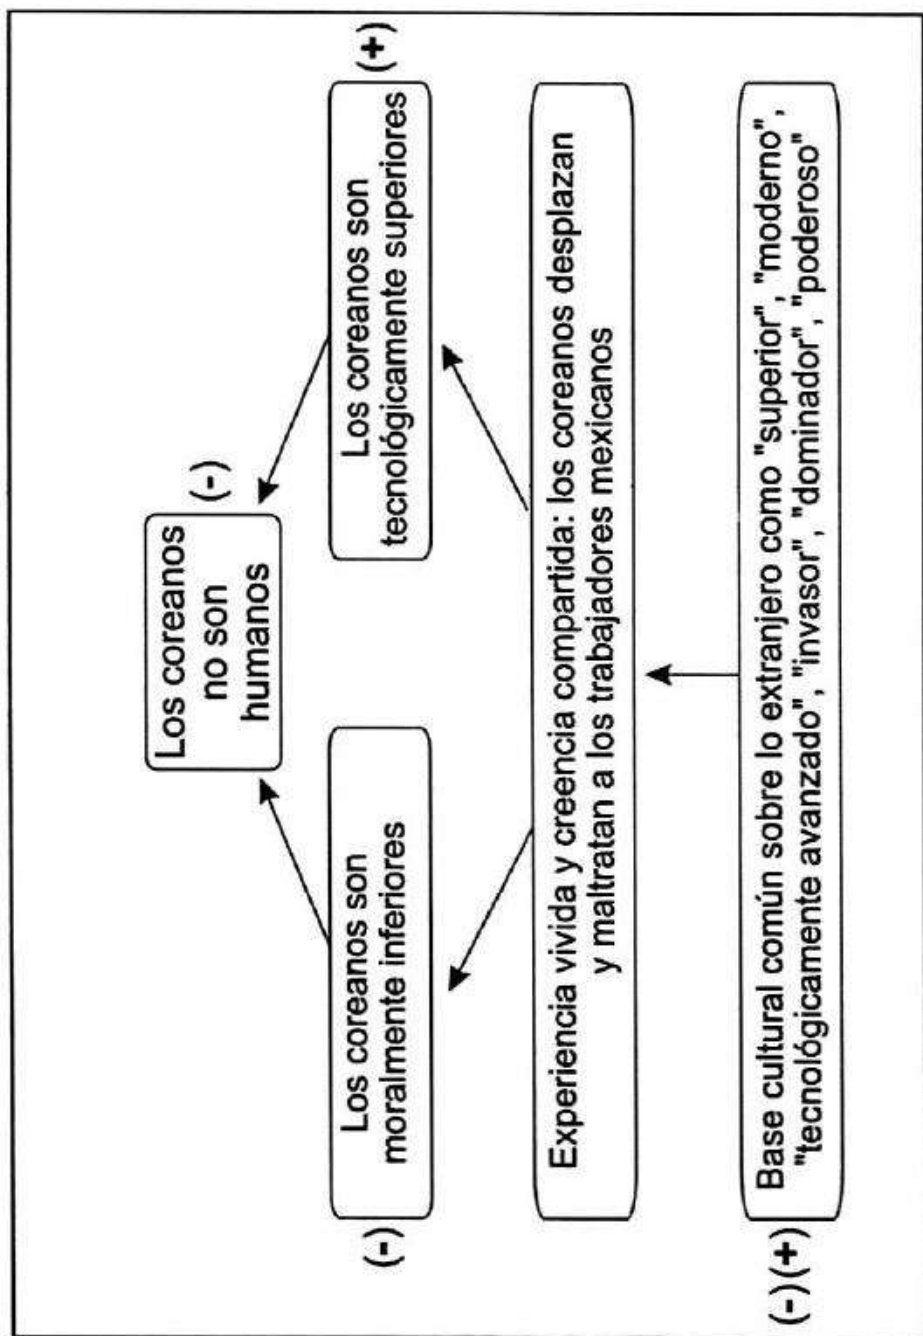 Los coreanos
no son
humanos
(-)
Los coreanos son
moralmente inferiores
(-)
Los coreanos son
tecnológicamente superiores
(+)
Experiencia vivida y creencia compartida: los coreanos desplazan
y maltratan a los trabajadores mexicanos
Base cultural común sobre lo extranjero como "superior", "moderno",
"tecnológicamente avanzado", "invasor", "dominador", "poderoso"
(-)(+)